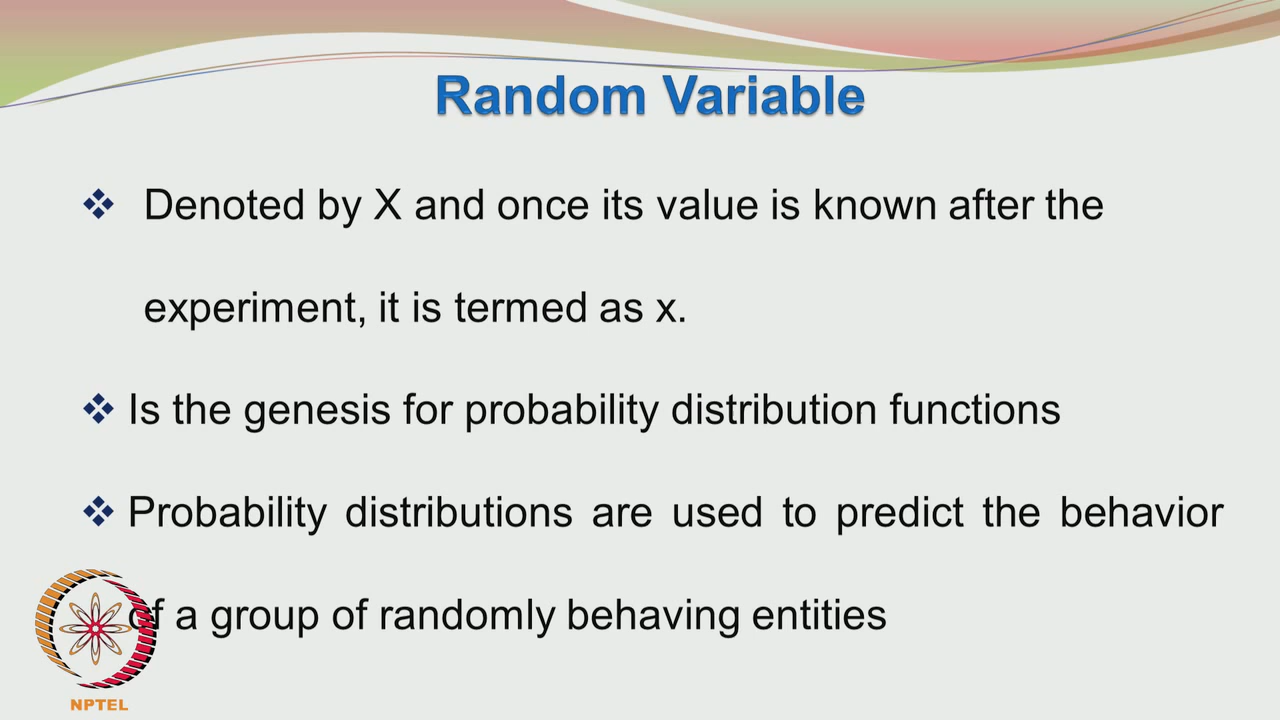 Random Variable
❖ Denoted by X and once its value is known after the
experiment, it is termed as x.
❖ Is the genesis for probability distribution functions
❖ Probability distributions are used to predict the behavior
of a group of randomly behaving entities
NPTEL